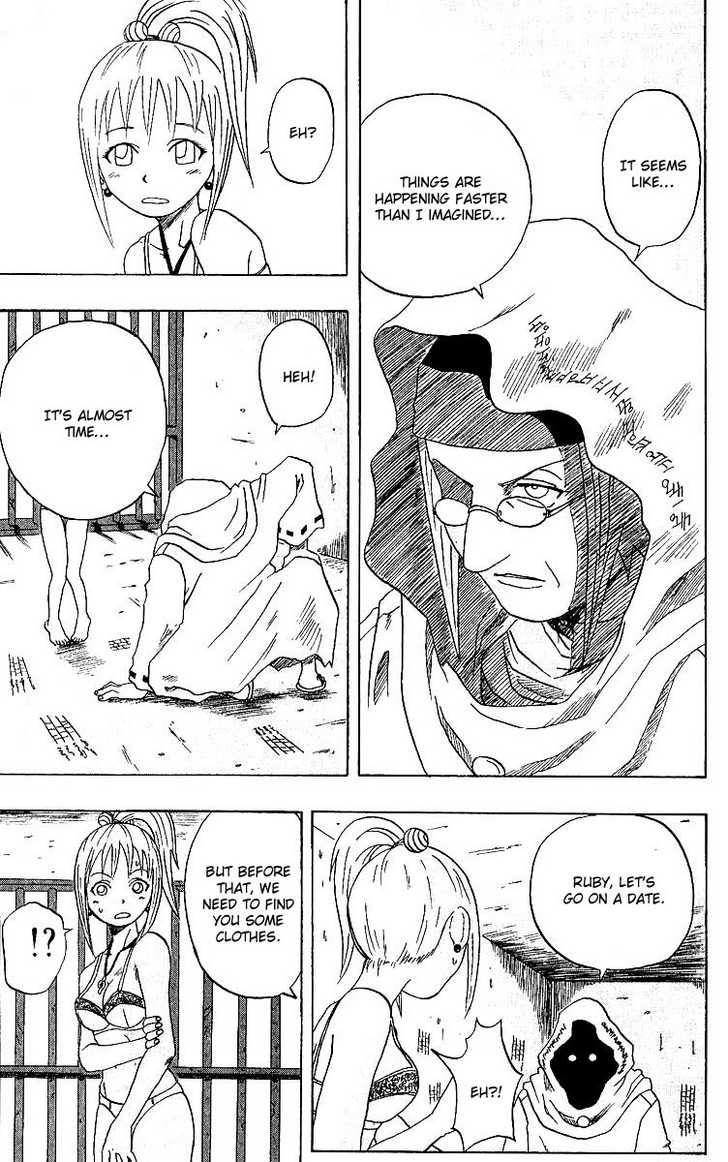 IT SEEMS
LIKE...
THINGS ARE
HAPPENING FASTER
THAN I IMAGINED...
EH?
HEH!
IT'S ALMOST
TIME...
RUBY, LET'S
GO ON A DATE.
EH?!
BUT BEFORE
THAT, WE
NEED TO FIND
YOU SOME
CLOTHES.
!?